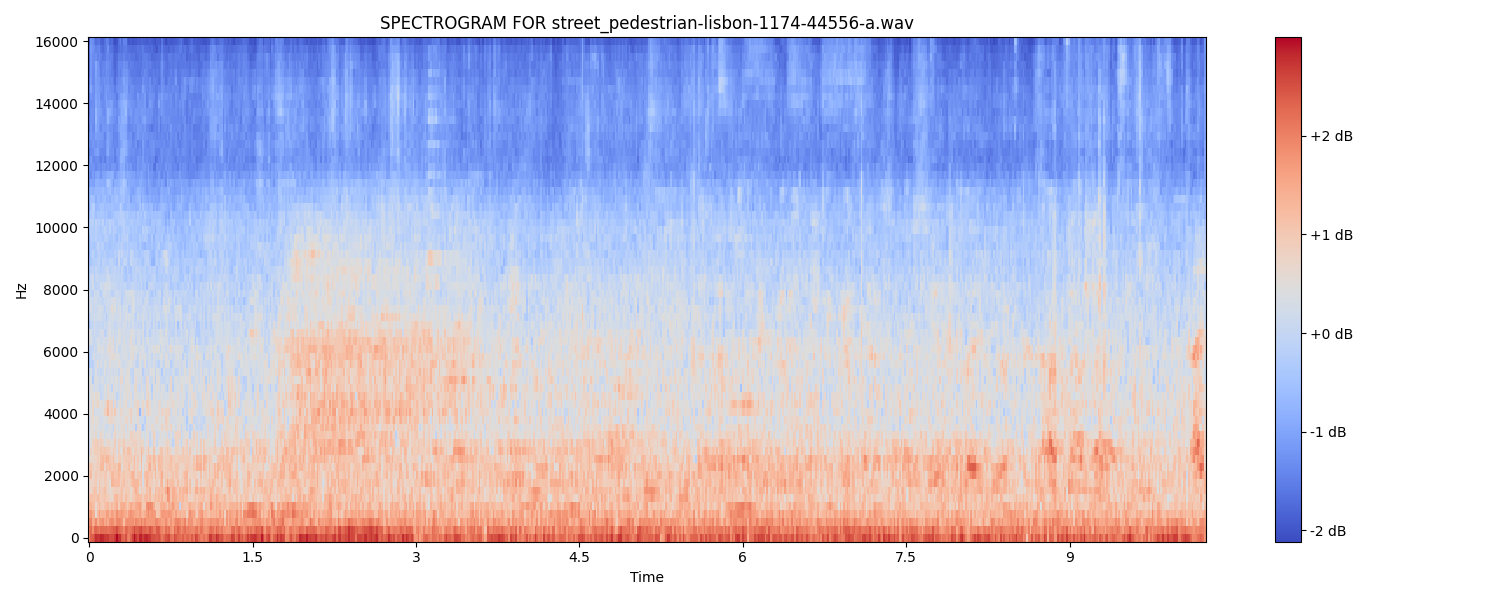 SPECTROGRAM FOR street_pedestrian-lisbon-1174-44556-a.wav
16000
14000
12000
10000
8000
6000
4000
2000
0
Hz
0 1.5 3 4.5 6 7.5 9
Time
+2 dB
+1 dB
+0 dB
-1 dB
-2 dB